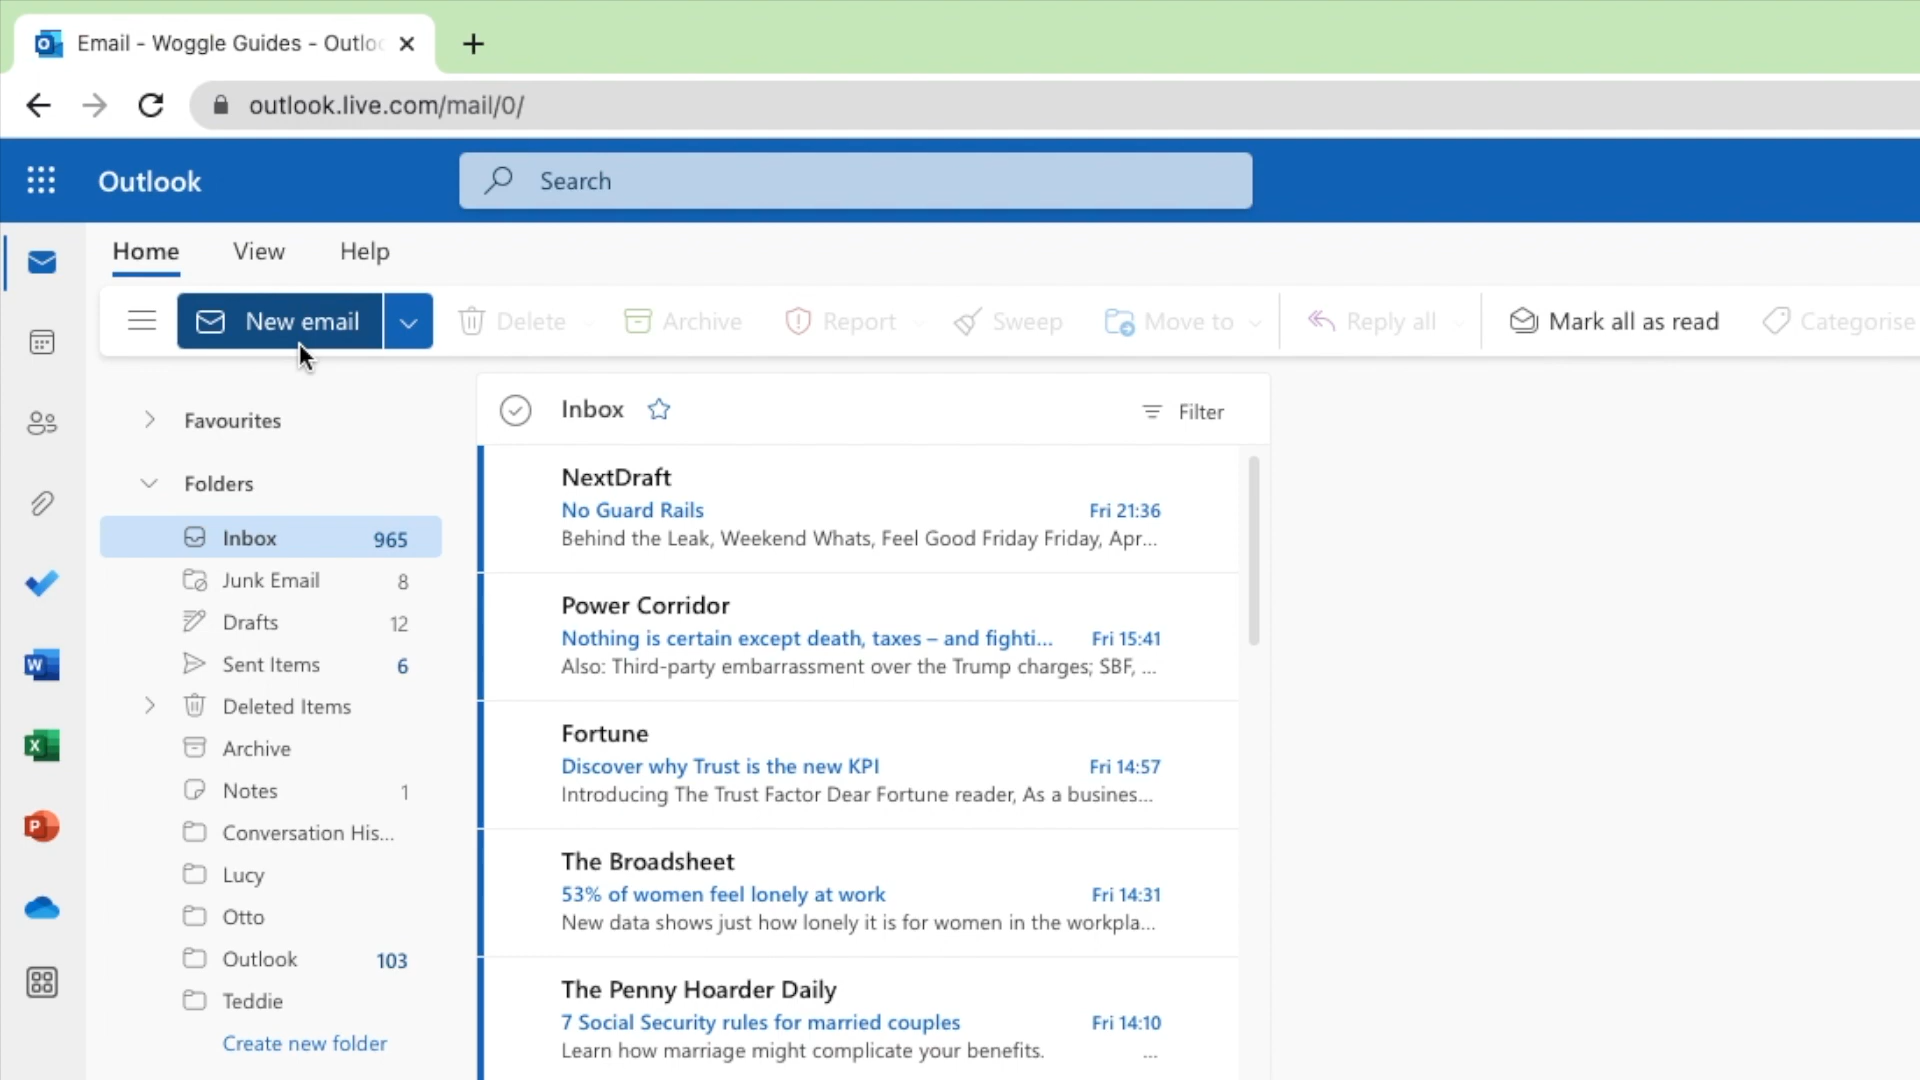 Email - Woggle Guides - Outlo
outlook.live.com/mail/0/
Outlook
Search
Home View Help
New email Delete Archive Report Sweep Move to Reply all Mark all as read Categorise
Favourites
Folders
Inbox 965
Junk Email 8
Drafts 12
Sent Items 6
Deleted Items
Archive
Notes 1
Conversation His...
Lucy
Otto
Outlook 103
Teddie
Create new folder
Inbox Filter
NextDraft
No Guard Rails Fri 21:36
Behind the Leak, Weekend Whats, Feel Good Friday Friday, Apr...
Power Corridor
Nothing is certain except death, taxes – and fighti... Fri 15:41
Also: Third-party embarrassment over the Trump charges; SBF, ...
Fortune
Discover why Trust is the new KPI Fri 14:57
Introducing The Trust Factor Dear Fortune reader, As a busines...
The Broadsheet
53% of women feel lonely at work Fri 14:31
New data shows just how lonely it is for women in the workpla...
The Penny Hoarder Daily
7 Social Security rules for married couples Fri 14:10
Learn how marriage might complicate your benefits. ...
W
X
P